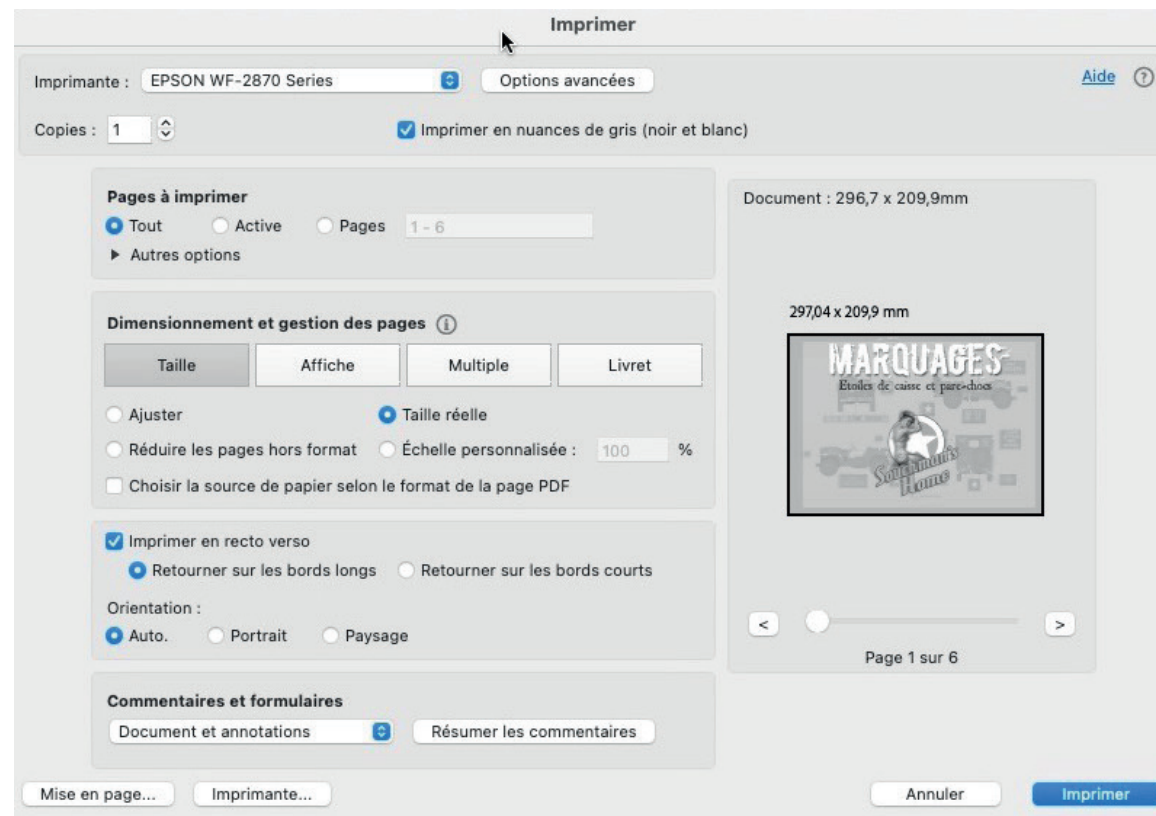 Imprimer
Imprimante : EPSON WF-2870 Series Options avancées Aide ?
Copies : 1 Imprimer en nuances de gris (noir et blanc)
Pages à imprimer
Tout Active Pages 1 - 6
Autres options
Dimensionnement et gestion des pages i
Taille Affiche Multiple Livret
Ajuster Taille réelle
Réduire les pages hors format Échelle personnalisée : 100 %
Choisir la source de papier selon le format de la page PDF
Imprimer en recto verso
Retourner sur les bords longs Retourner sur les bords courts
Orientation :
Auto. Portrait Paysage
Commentaires et formulaires
Document et annotations Résumer les commentaires
Document : 296,7 x 209,9mm
297,04 x 209,9 mm
MARQUAGES
Etoiles de caisse et pare-chocs
Home
< >
Page 1 sur 6
Mise en page... Imprimante... Annuler Imprimer